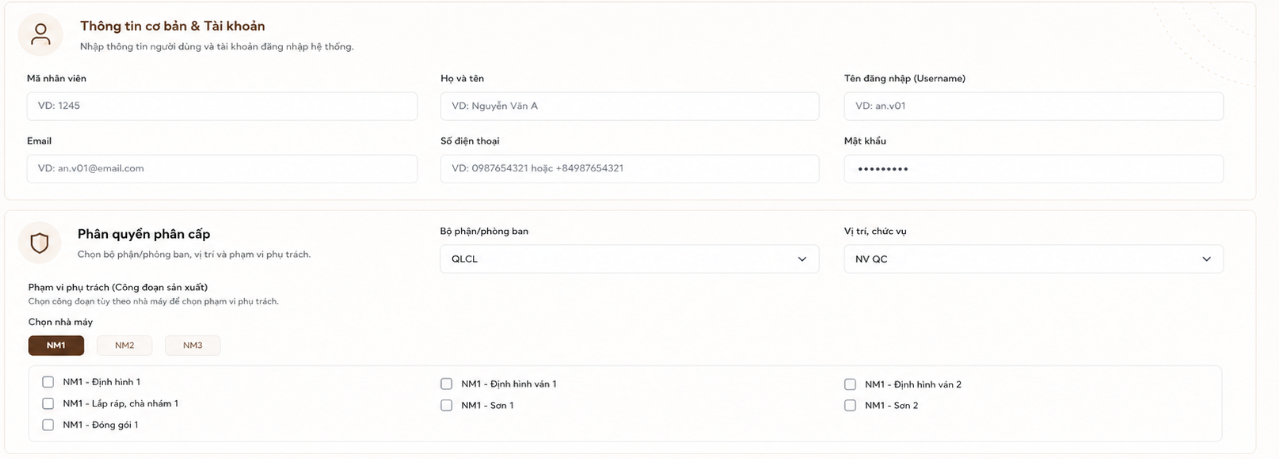 Thông tin cơ bản & Tài khoản
Nhập thông tin người dùng và tài khoản đăng nhập hệ thống.
Mã nhân viên
Họ và tên
Tên đăng nhập (Username)
VD: 1245
VD: Nguyễn Văn A
VD: an.v01
Email
Số điện thoại
Mật khẩu
VD: an.v01@email.com
VD: 0987654321 hoặc +84987654321
•••••••••
Phân quyền phân cấp
Chọn bộ phận/phòng ban, vị trí và phạm vi phụ trách.
Bộ phận/phòng ban
Vị trí, chức vụ
QLCL
NV QC
Phạm vi phụ trách (Công đoạn sản xuất)
Chọn công đoạn tùy theo nhà máy để chọn phạm vi phụ trách.
Chọn nhà máy
NM1
NM2
NM3
NM1 - Định hình 1
NM1 - Định hình ván 1
NM1 - Định hình ván 2
NM1 - Lắp ráp, chà nhám 1
NM1 - Sơn 1
NM1 - Sơn 2
NM1 - Đóng gói 1